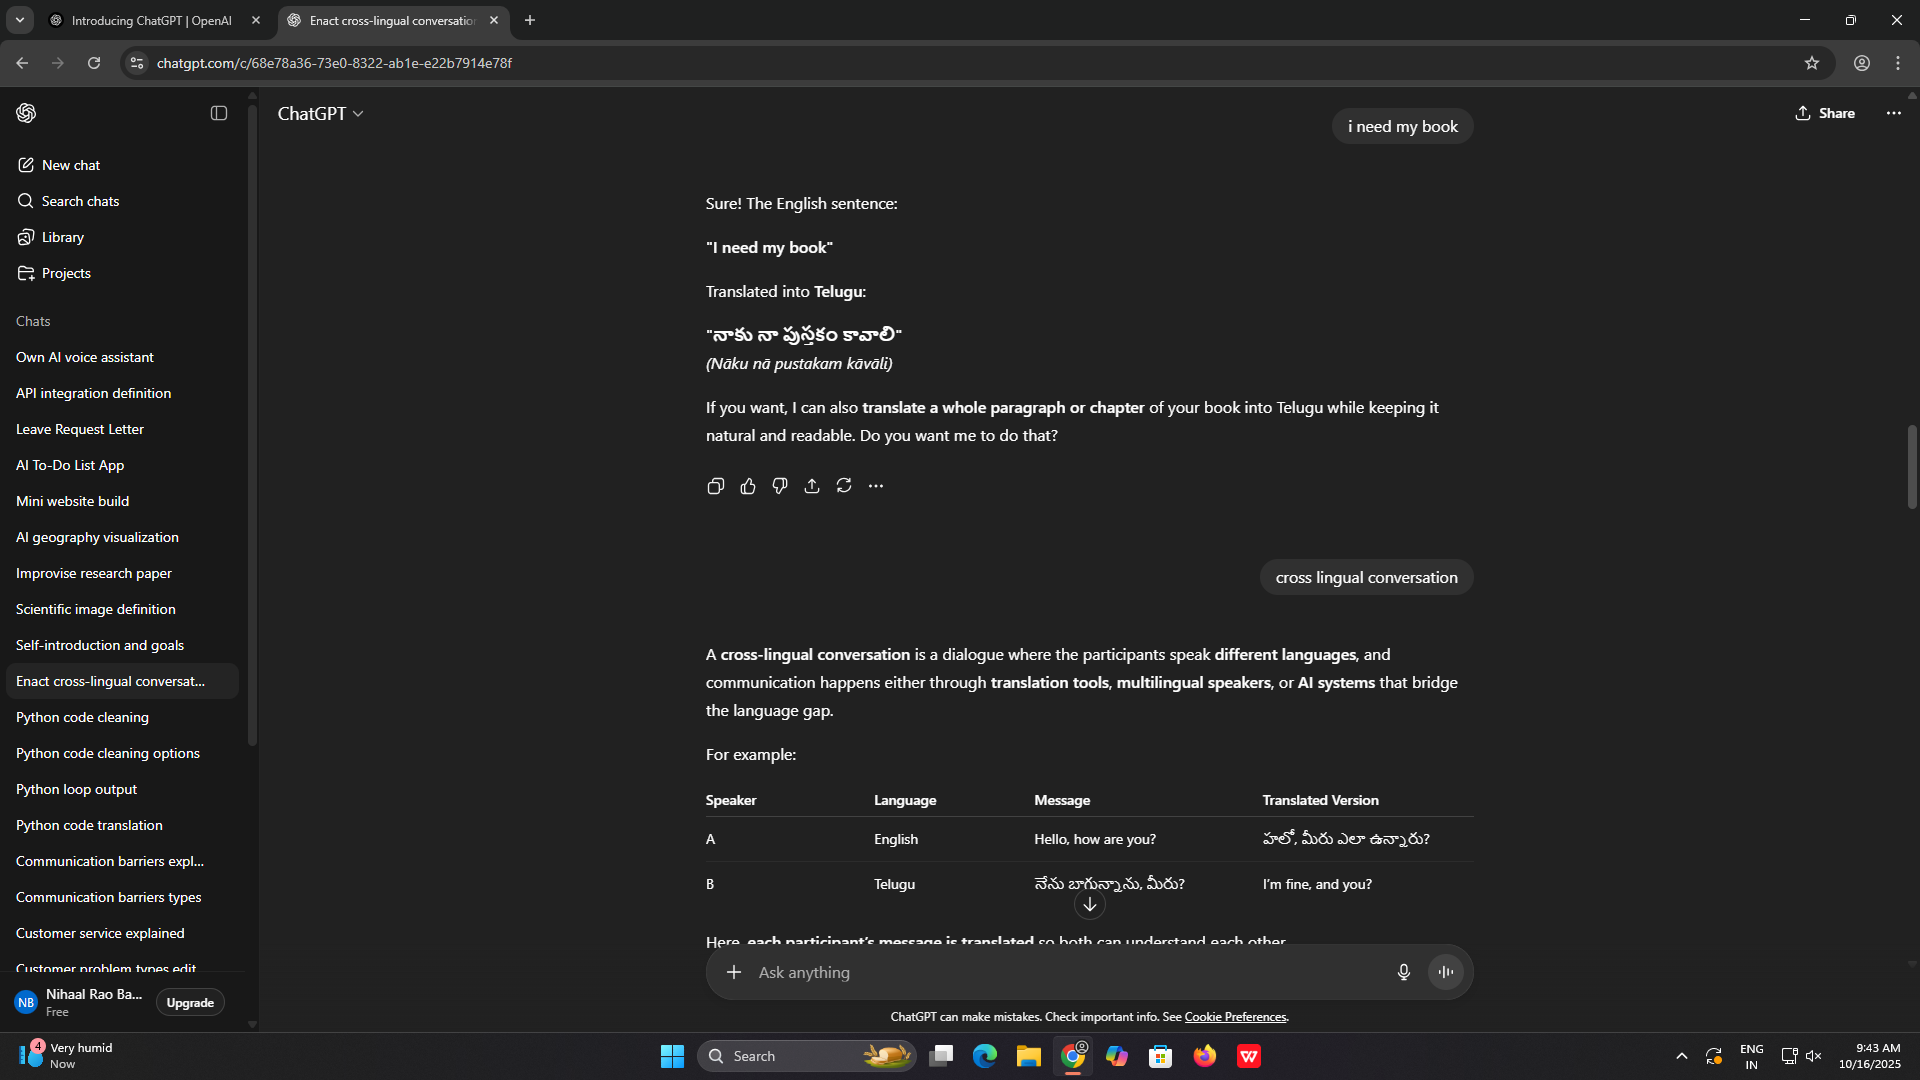 Introducing ChatGPT | OpenAI
Enact cross-lingual conversatio
chatgpt.com/c/68e78a36-73e0-8322-ab1e-e22b7914e78f
ChatGPT
Share
New chat
Search chats
Library
Projects
Chats
Own AI voice assistant
API integration definition
Leave Request Letter
AI To-Do List App
Mini website build
AI geography visualization
Improvise research paper
Scientific image definition
Self-introduction and goals
Enact cross-lingual conversat...
Python code cleaning
Python code cleaning options
Python loop output
Python code translation
Communication barriers expl...
Communication barriers types
Customer service explained
Customer problem types edit
NB
Nihaal Rao Ba...
Free
Upgrade
i need my book
Sure! The English sentence:
"I need my book"
Translated into Telugu:
"నాకు నా పుస్తకం కావాలి"
(Nāku nā pustakam kāvāli)
If you want, I can also translate a whole paragraph or chapter of your book into Telugu while keeping it
natural and readable. Do you want me to do that?
cross lingual conversation
A cross-lingual conversation is a dialogue where the participants speak different languages, and
communication happens either through translation tools, multilingual speakers, or AI systems that bridge
the language gap.
For example:
Speaker Language Message Translated Version
A English Hello, how are you? హలో, మీరు ఎలా ఉన్నారు?
B Telugu నేను బాగున్నాను, మీరు? I'm fine, and you?
Here, each participant's message is translated so both can understand each other.
Ask anything
ChatGPT can make mistakes. Check important info. See Cookie Preferences.
4
Very humid
Now
Search
W
ENG
IN
9:43 AM
10/16/2025